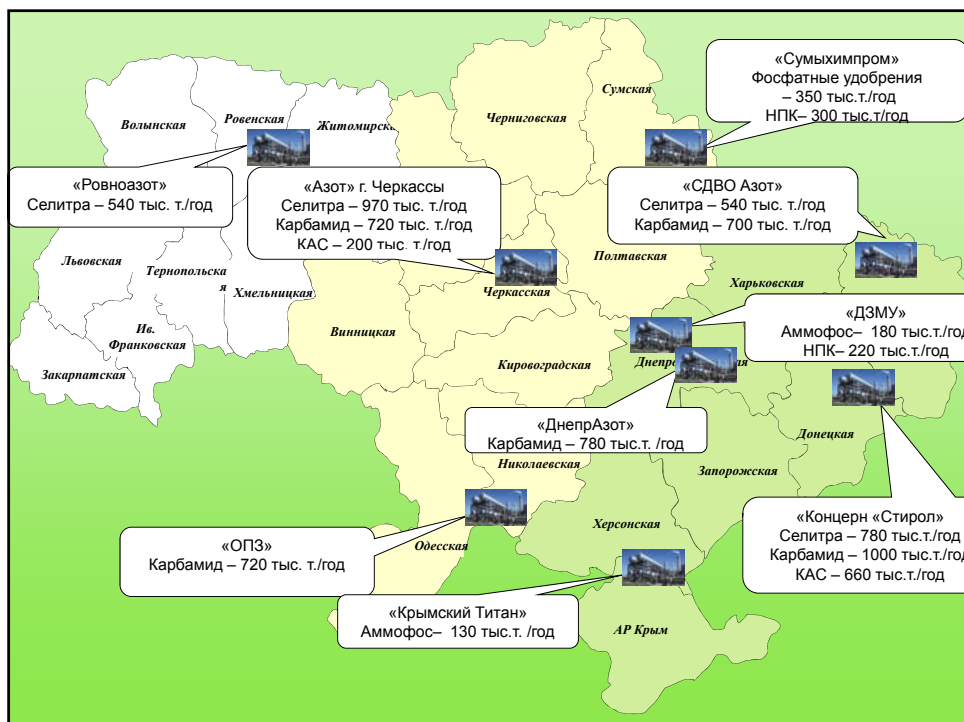 «Сумыхимпром»
Фосфатные удобрения
– 350 тыс.т./год
НПК– 300 тыс.т/год
Сумская
Черниговская
Волынская
Ровенская
Житомирска
«Ровноазот»
Селитра – 540 тыс. т./год
«Азот» г. Черкассы
Селитра – 970 тыс. т./год
Карбамид – 720 тыс. т./год
КАС – 200 тыс. т./год
«СДВО Азот»
Селитра – 540 тыс. т./год
Карбамид – 700 тыс. т./год
Львовская
Тернопольска
я
Хмельницкая
Полтавская
Харьковская
Черкасская
Винницкая
Ив.
Франковская
Закарпатская
Кировоградская
«ДЗМУ»
Аммофос– 180 тыс.т./год
НПК– 220 тыс.т./год
«ДнепрАзот»
Карбамид – 780 тыс.т. /год
Донецкая
Николаевская
Запорожская
Херсонская
Одесская
«ОПЗ»
Карбамид – 720 тыс. т./год
«Концерн «Стирол»
Селитра – 780 тыс.т./год
Карбамид – 1000 тыс.т./год
КАС – 660 тыс.т./год
«Крымский Титан»
Аммофос– 130 тыс.т. /год
АР Крым